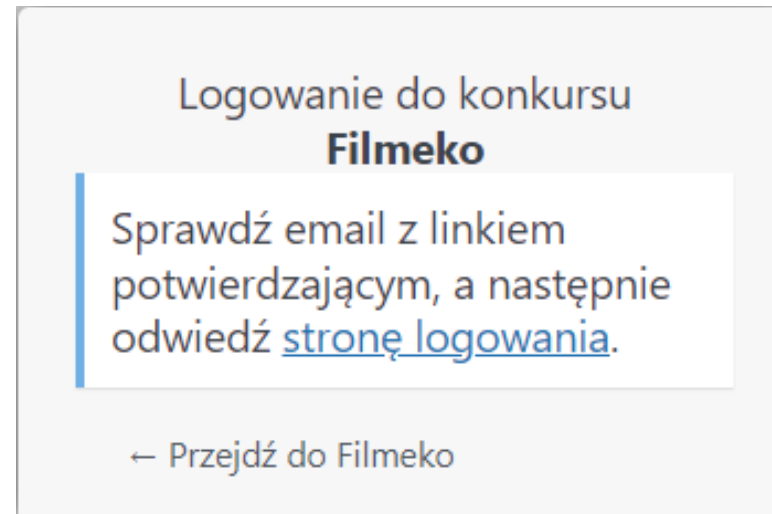 Logowanie do konkursu
Filmeko
Sprawdź email z linkiem
potwierdzającym, a następnie
odwiedź stronę logowania.
← Przejdź do Filmeko